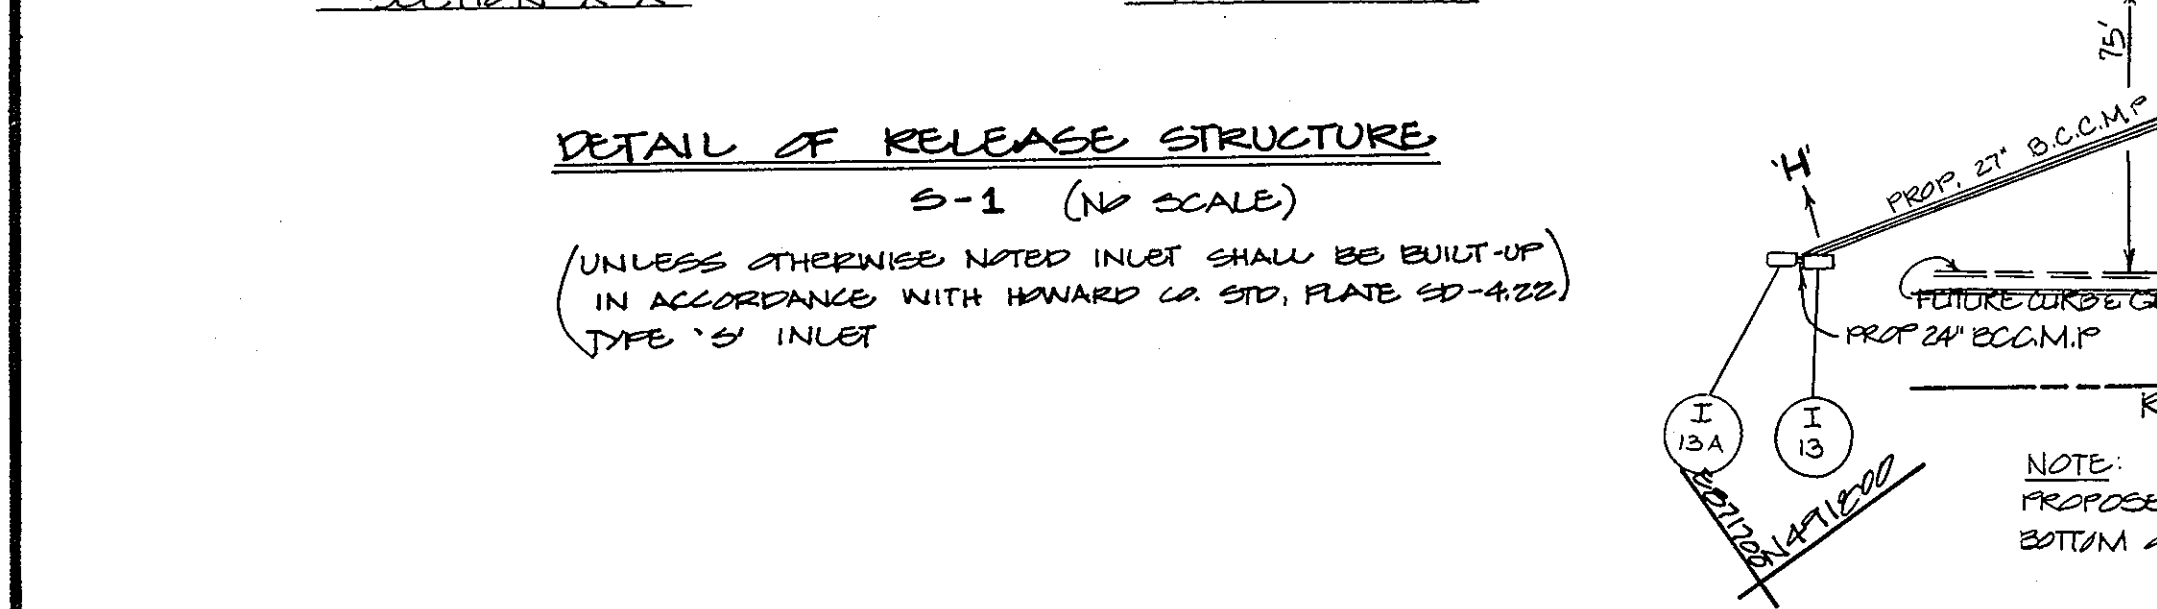 DETAIL OF RELEASE STRUCTURE
S-1 (NO SCALE)
(UNLESS OTHERWISE NOTED INLET SHALL BE BUILT-UP
IN ACCORDANCE WITH HOWARD CO. STD. PLATE SD-4.22)
TYPE 'S' INLET
75'
'H'
PROP. 27" B.C.C.M.P
FUTURE CURB &
PROP 24" B.C.C.M.P
I
13A
I
13
N491800
NOTE:
PROPOSE
BOTTOM